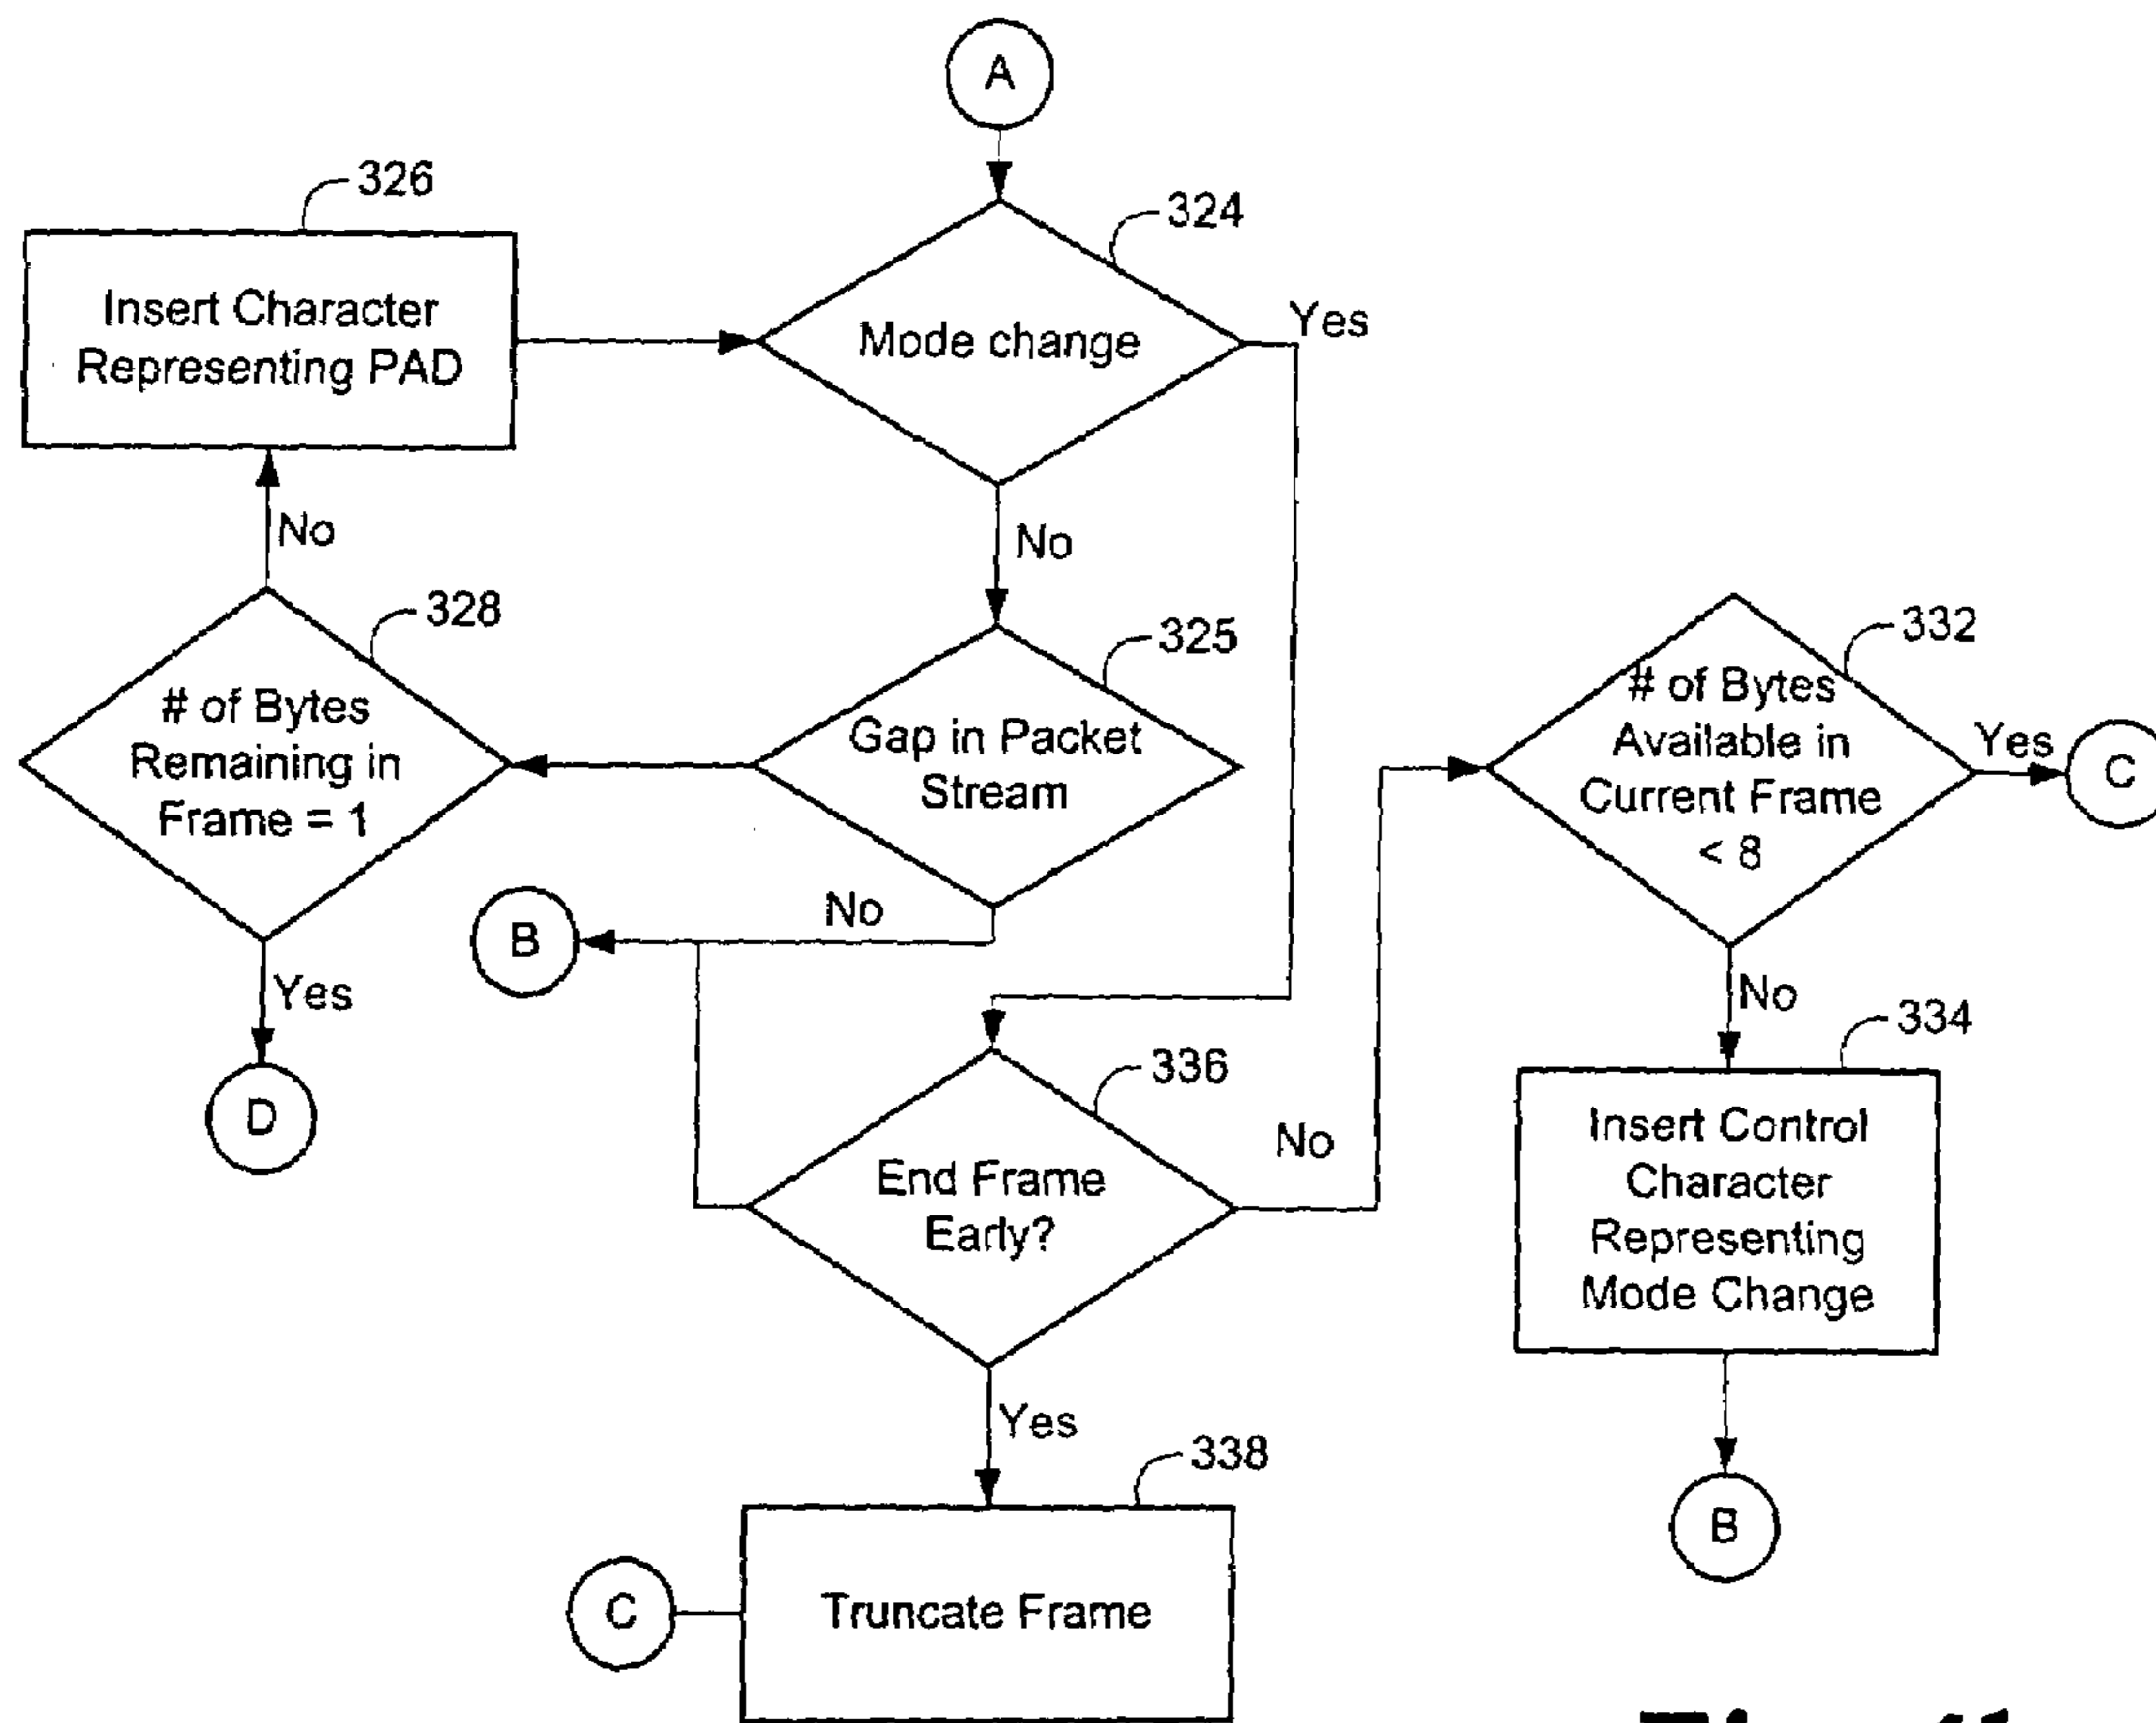 A
326
324
Insert Character
Representing PAD
Mode change
Yes
No
No
328
325
332
# of Bytes
Remaining in
Frame = 1
Gap in Packet
Stream
# of Bytes
Available in
Current Frame
< 8
Yes
C
No
B
Yes
No
334
336
D
No
End Frame
Early?
Insert Control
Character
Representing
Mode Change
Yes
338
B
C
Truncate Frame